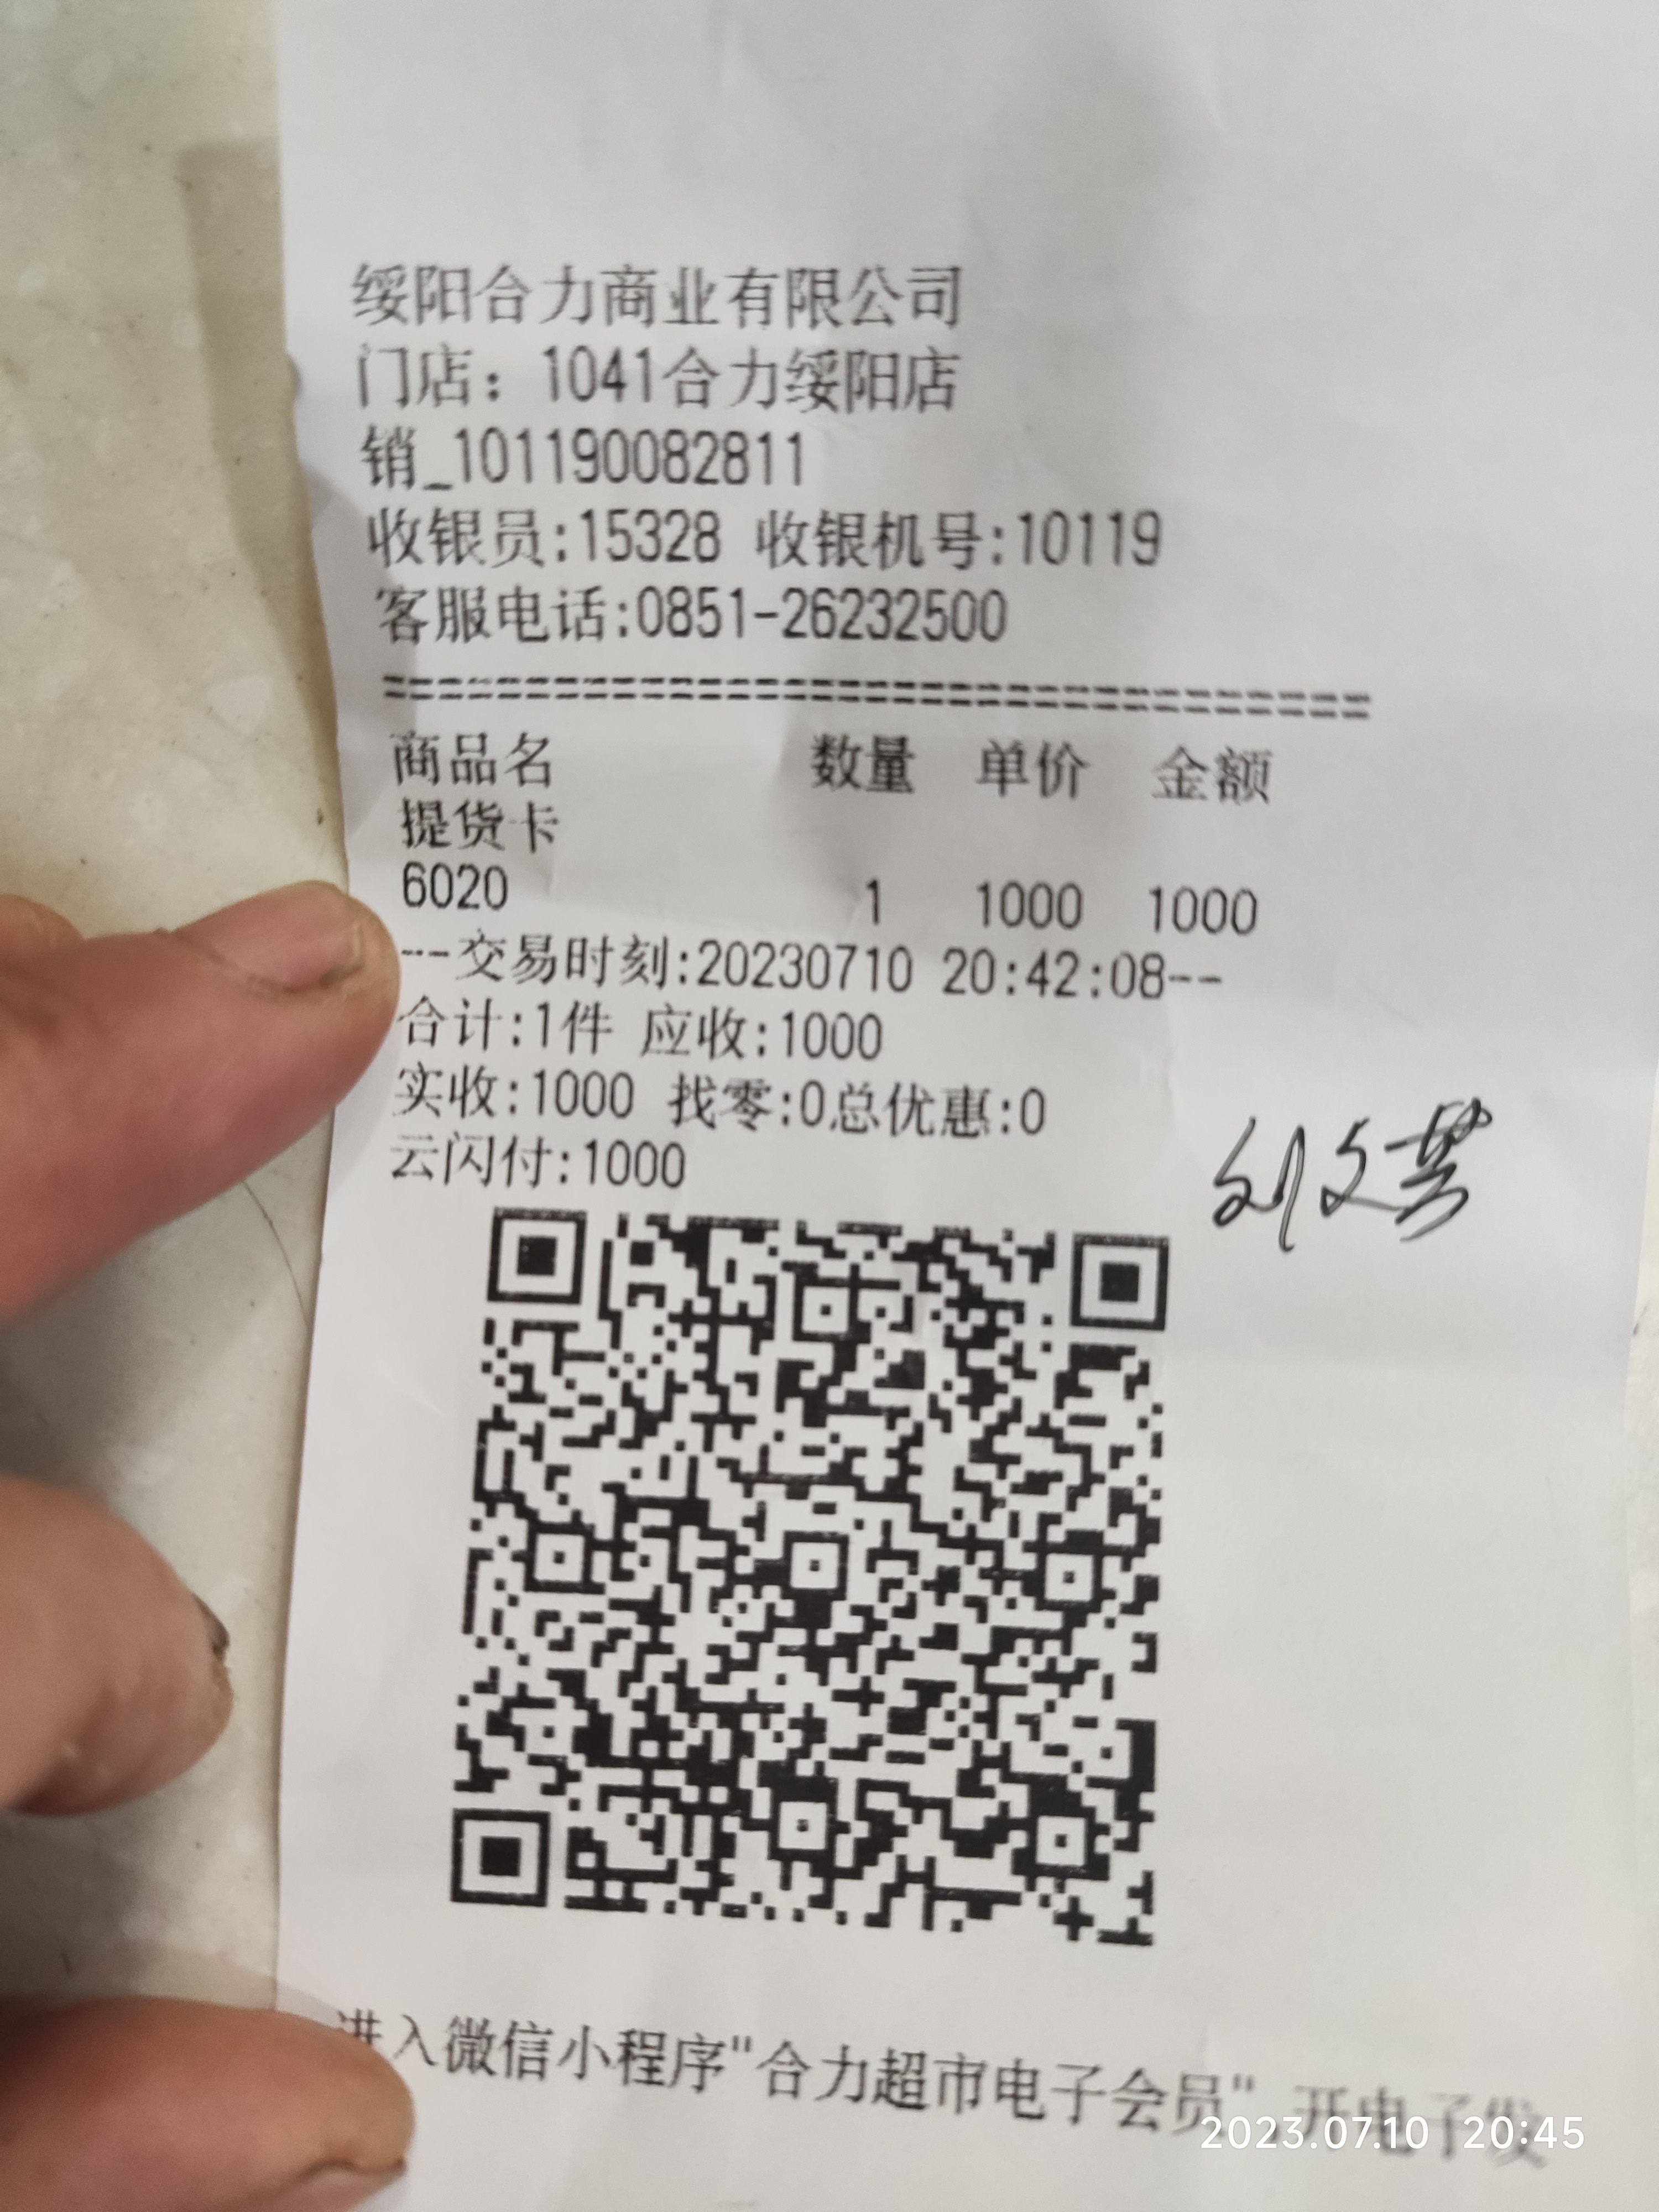 绥阳合力商业有限公司
门店：1041合力绥阳店
销_101190082811
收银员:15328 收银机号:10119
客服电话:0851-26232500
==================================
商品名 数量 单价 金额
提货卡
6020 1 1000 1000
--交易时刻:20230710 20:42:08--
合计:1件 应收:1000
实收:1000 找零:0总优惠:0
云闪付:1000
进入微信小程序"合力超市电子会员",开电子发
2023.07.10 20:45